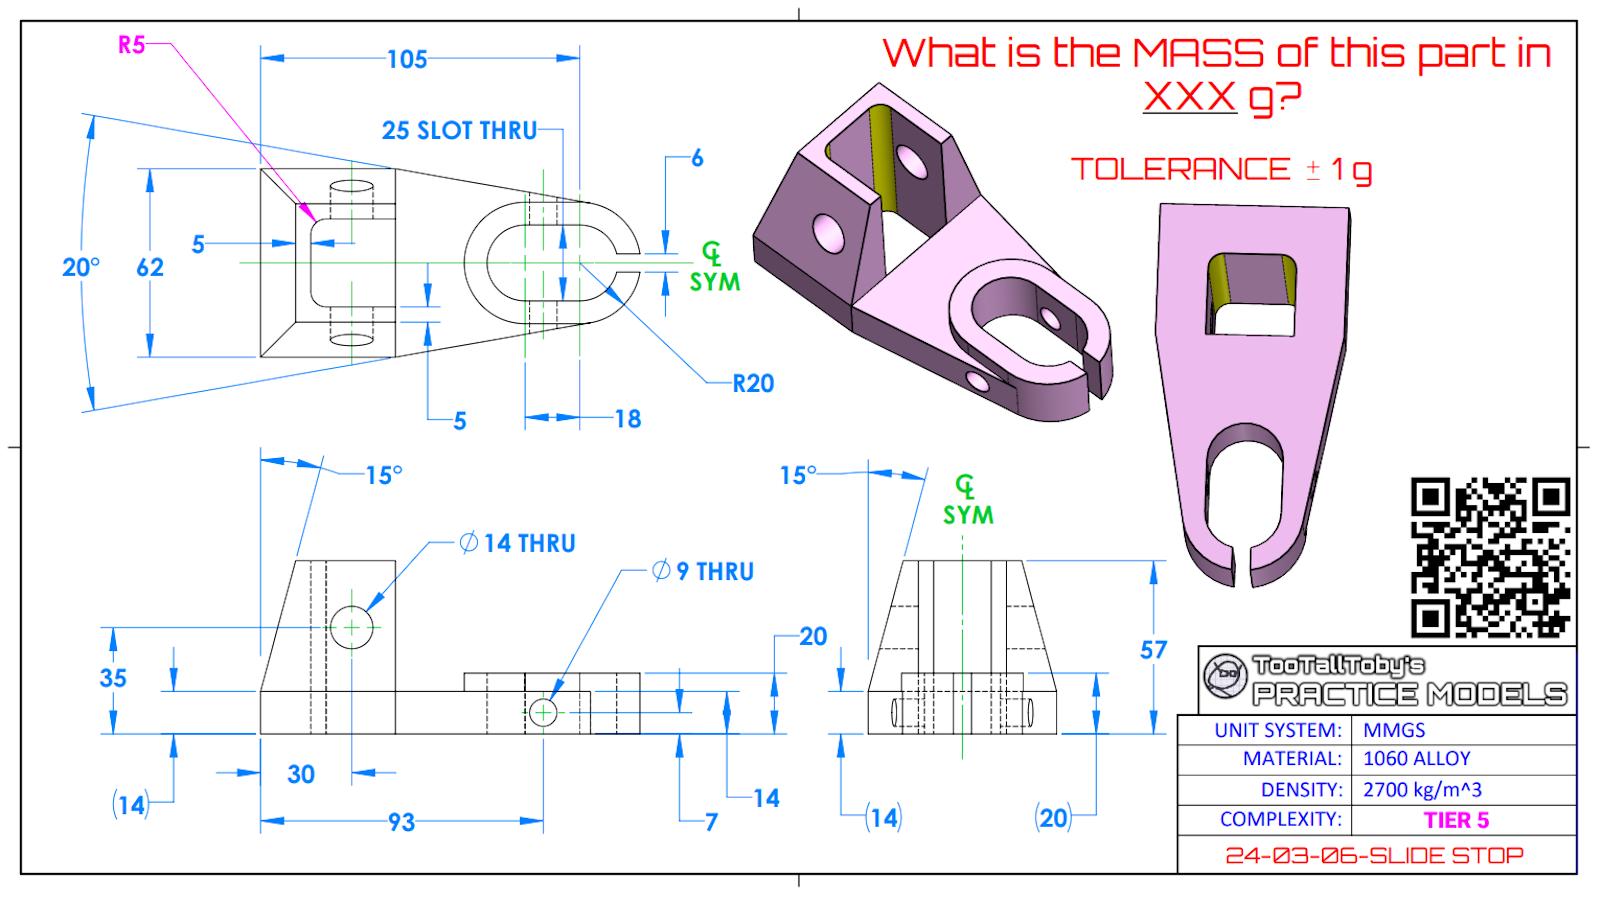 What is the MASS of this part in
XXX g?
TOLERANCE ± 1 g
R5
105
25 SLOT THRU
6
5
20°
62
℄
SYM
R20
5
18
15°
15°
℄
SYM
Ø 14 THRU
Ø 9 THRU
35
20
57
30
14
(14)
93
7
(14)
(20)
TooTallToby's
PRACTICE MODELS
UNIT SYSTEM: MMGS
MATERIAL: 1060 ALLOY
DENSITY: 2700 kg/m^3
COMPLEXITY: TIER 5
24-03-06-SLIDE STOP